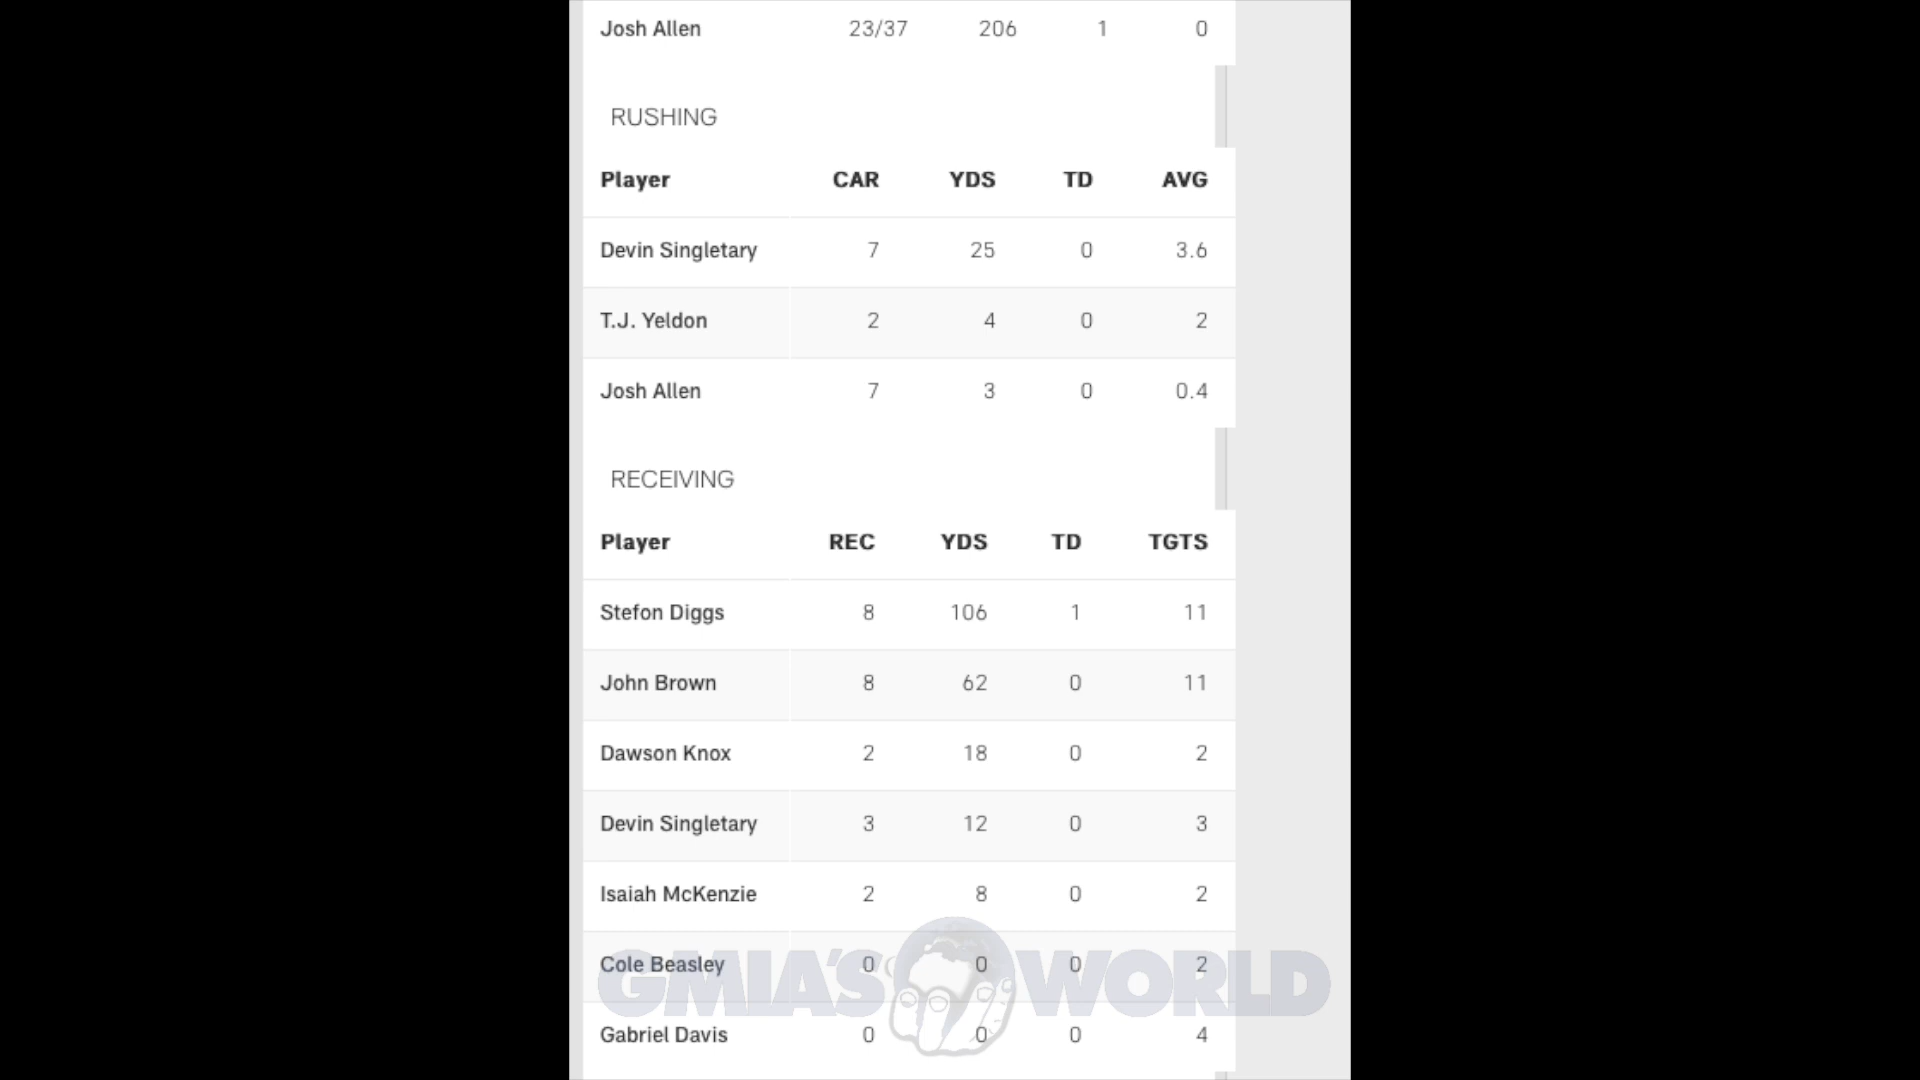 Josh Allen 23/37 206 1 0
RUSHING
Player CAR YDS TD AVG
Devin Singletary 7 25 0 3.6
T.J. Yeldon 2 4 0 2
Josh Allen 7 3 0 0.4
RECEIVING
Player REC YDS TD TGTS
Stefon Diggs 8 106 1 11
John Brown 8 62 0 11
Dawson Knox 2 18 0 2
Devin Singletary 3 12 0 3
Isaiah McKenzie 2 8 0 2
Cole Beasley 0 0 0 2
GMIA'S WORLD
Gabriel Davis 0 0 0 4